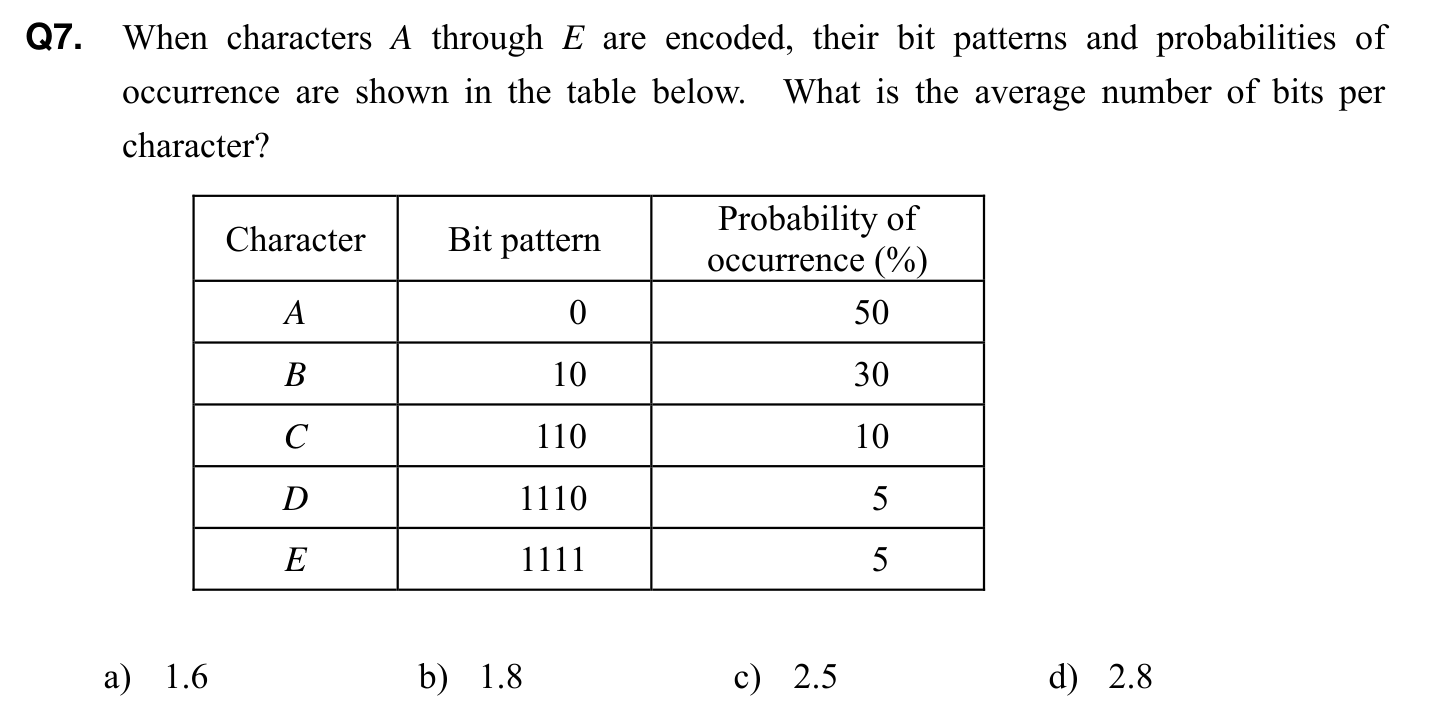 Q7. When characters A through E are encoded, their bit patterns and probabilities of
occurrence are shown in the table below. What is the average number of bits per
character?
Character Bit pattern Probability of
occurrence (%)
A 0 50
B 10 30
C 110 10
D 1110 5
E 1111 5
a) 1.6 b) 1.8 c) 2.5 d) 2.8